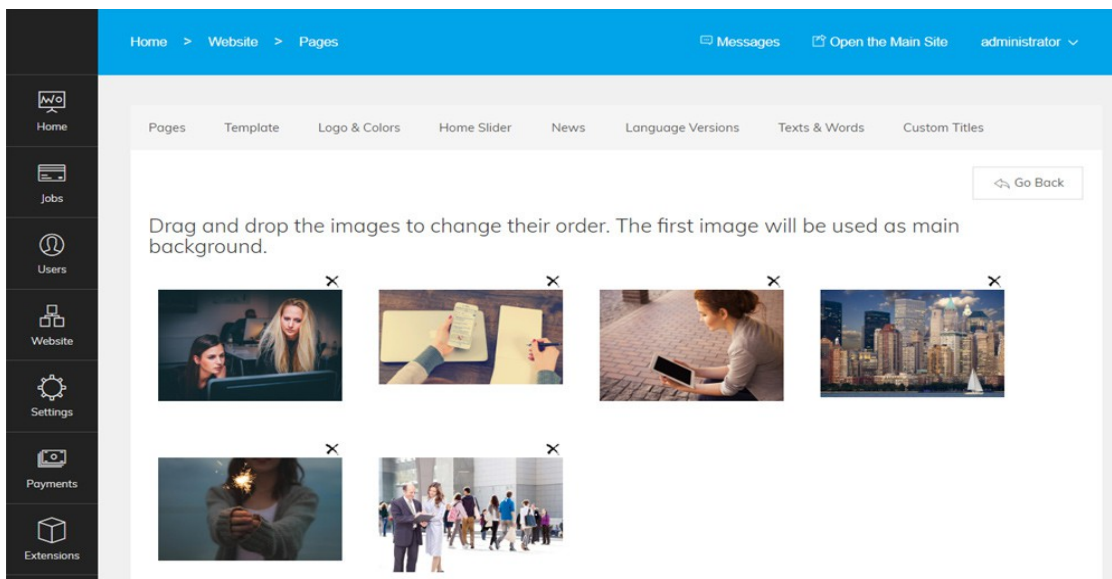 Home > Website > Pages
Messages
Open the Main Site
administrator
Home
Jobs
Users
Website
Settings
Payments
Extensions
Pages
Template
Logo & Colors
Home Slider
News
Language Versions
Texts & Words
Custom Titles
Go Back
Drag and drop the images to change their order. The first image will be used as main
background.